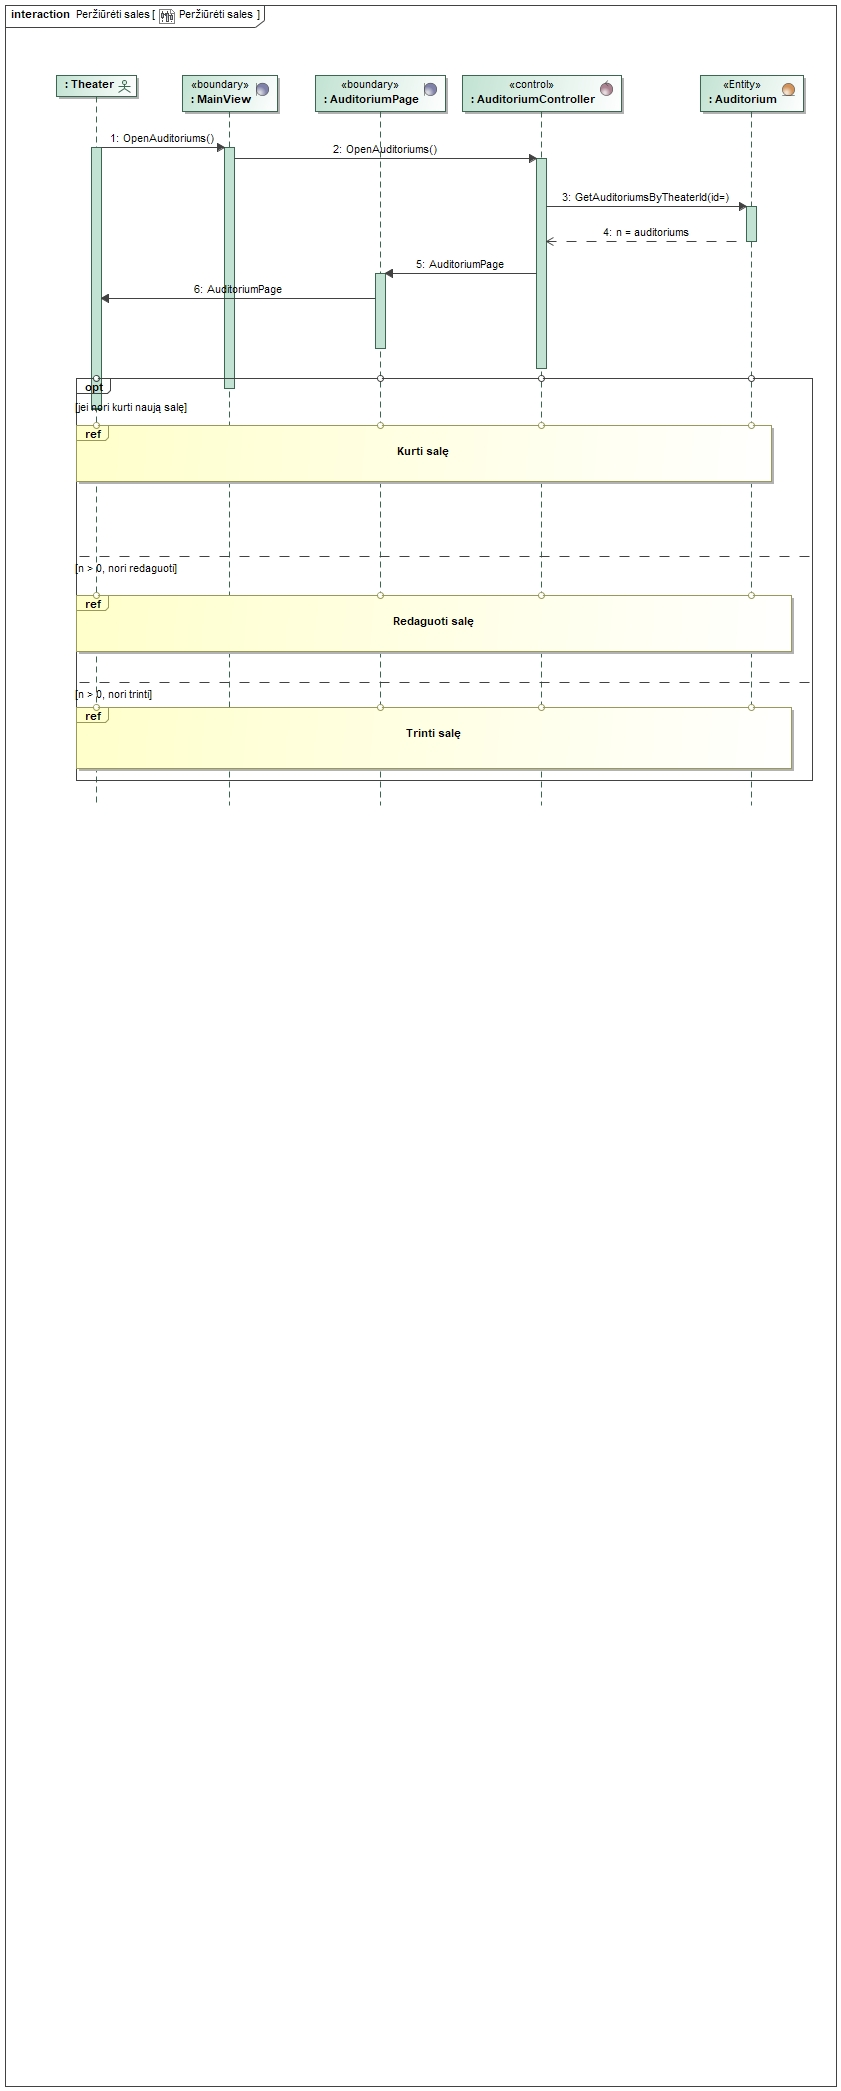 interaction Peržiūrėti sales [ Peržiūrėti sales ]
: Theater
«boundary»
: MainView
«boundary»
: AuditoriumPage
«control»
: AuditoriumController
«Entity»
: Auditorium
1: OpenAuditoriums()
2: OpenAuditoriums()
3: GetAuditoriumsByTheaterId(id=)
4: n = auditoriums
5: AuditoriumPage
6: AuditoriumPage
opt
[jei nori kurti naują salę]
ref
Kurti salę
[n > 0, nori redaguoti]
ref
Redaguoti salę
[n > 0, nori trinti]
ref
Trinti salę